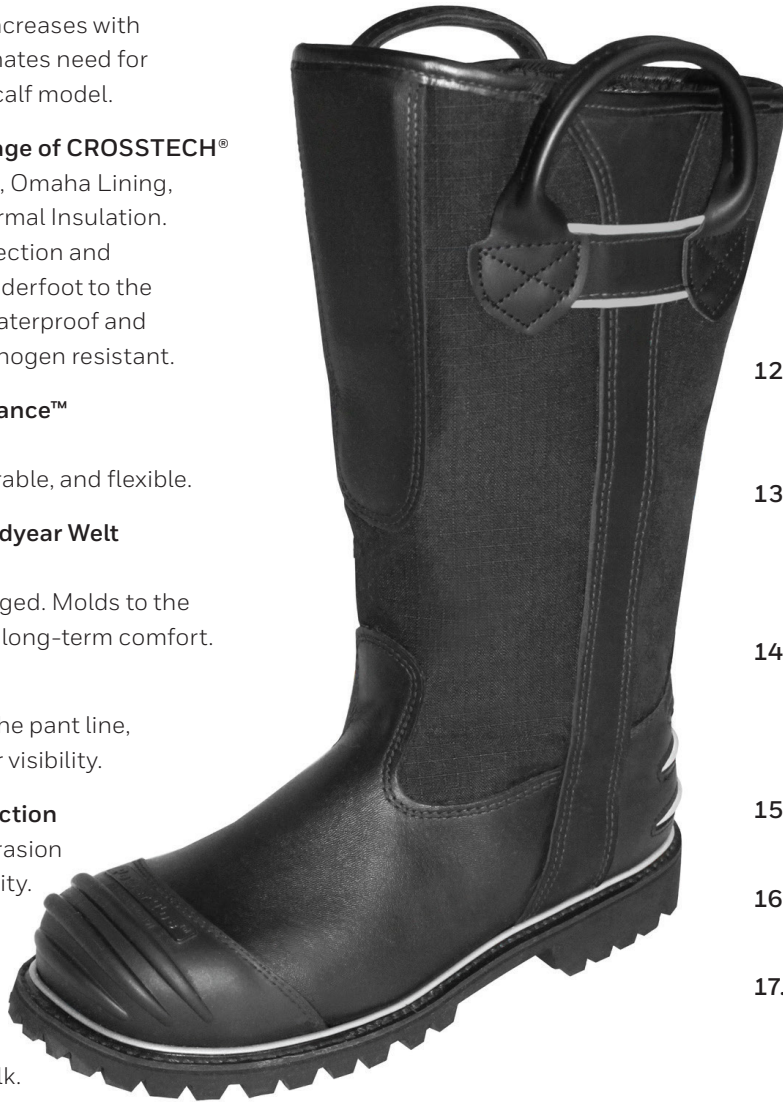 ncreases with
nates need for
calf model.
nge of CROSSTECH®
, Omaha Lining,
rmal Insulation.
ection and
derfoot to the
aterproof and
hogen resistant.
ance™
rable, and flexible.
dyear Welt
ged. Molds to the
long-term comfort.
he pant line,
r visibility.
ction
rasion
ity.
lk.
12
13
14
15
16
17.